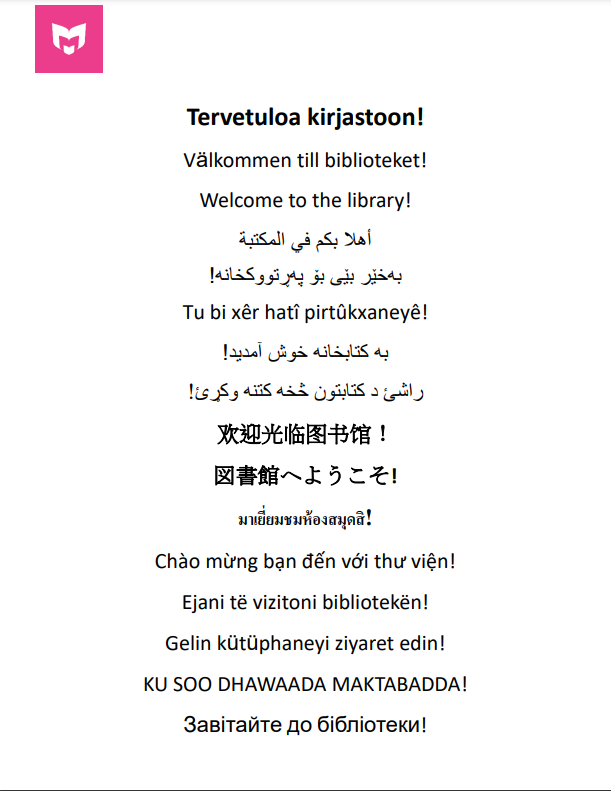 Tervetuloa kirjastoon!
Välkommen till biblioteket!
Welcome to the library!
أهلا بكم في المكتبة
بەخێر بێی بۆ پەڕتووکخانە!
Tu bi xêr hatî pirtûkxaneyê!
به کتابخانه خوش آمدید!
راشئ د کتابتون څخه کتنه وکړئ!
欢迎光临图书馆！
図書館へようこそ!
มาเยี่ยมชมห้องสมุดสิ!
Chào mừng bạn đến với thư viện!
Ejani të vizitoni bibliotekën!
Gelin kütüphaneyi ziyaret edin!
KU SOO DHAWAADA MAKTABADDA!
Завітайте до бібліотеки!